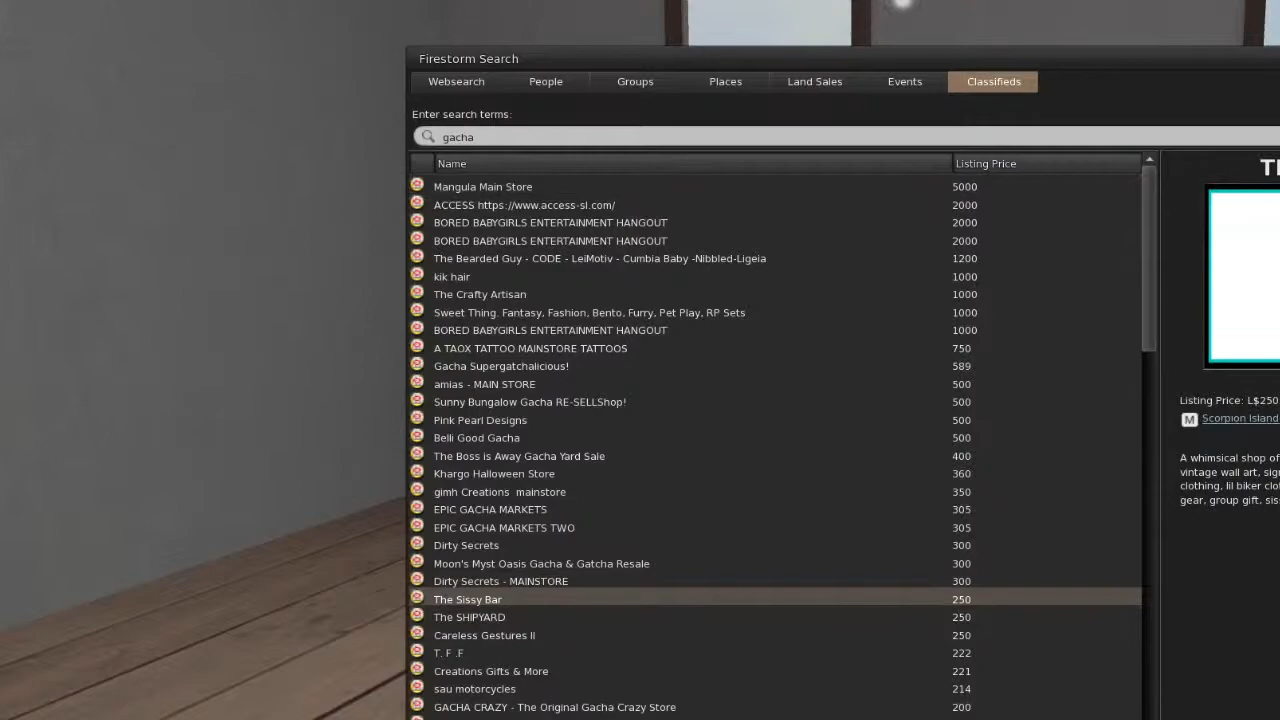 Firestorm Search
Websearch People Groups Places Land Sales Events Classifieds
Enter search terms:
gacha
Name Listing Price
Mangula Main Store 5000
ACCESS https://www.access-sl.com/ 2000
BORED BABYGIRLS ENTERTAINMENT HANGOUT 2000
BORED BABYGIRLS ENTERTAINMENT HANGOUT 2000
The Bearded Guy - CODE - LeiMotiv - Cumbia Baby -Nibbled-Ligeia 1200
kik hair 1000
The Crafty Artisan 1000
Sweet Thing. Fantasy, Fashion, Bento, Furry, Pet Play, RP Sets 1000
BORED BABYGIRLS ENTERTAINMENT HANGOUT 1000
A TAOX TATTOO MAINSTORE TATTOOS 750
Gacha Supergatchalicious! 589
amias - MAIN STORE 500
Sunny Bungalow Gacha RE-SELLShop! 500
Pink Pearl Designs 500
Belli Good Gacha 500
The Boss is Away Gacha Yard Sale 400
Khargo Halloween Store 360
gimh Creations mainstore 350
EPIC GACHA MARKETS 305
EPIC GACHA MARKETS TWO 305
Dirty Secrets 300
Moon's Myst Oasis Gacha & Gatcha Resale 300
Dirty Secrets - MAINSTORE 300
The Sissy Bar 250
The SHIPYARD 250
Careless Gestures II 250
T. F .F 222
Creations Gifts & More 221
sau motorcycles 214
GACHA CRAZY - The Original Gacha Crazy Store 200
Listing Price: L$250
M Scorpion Island
A whimsical shop of
vintage wall art, sig
clothing, lil biker clo
gear, group gift, sis